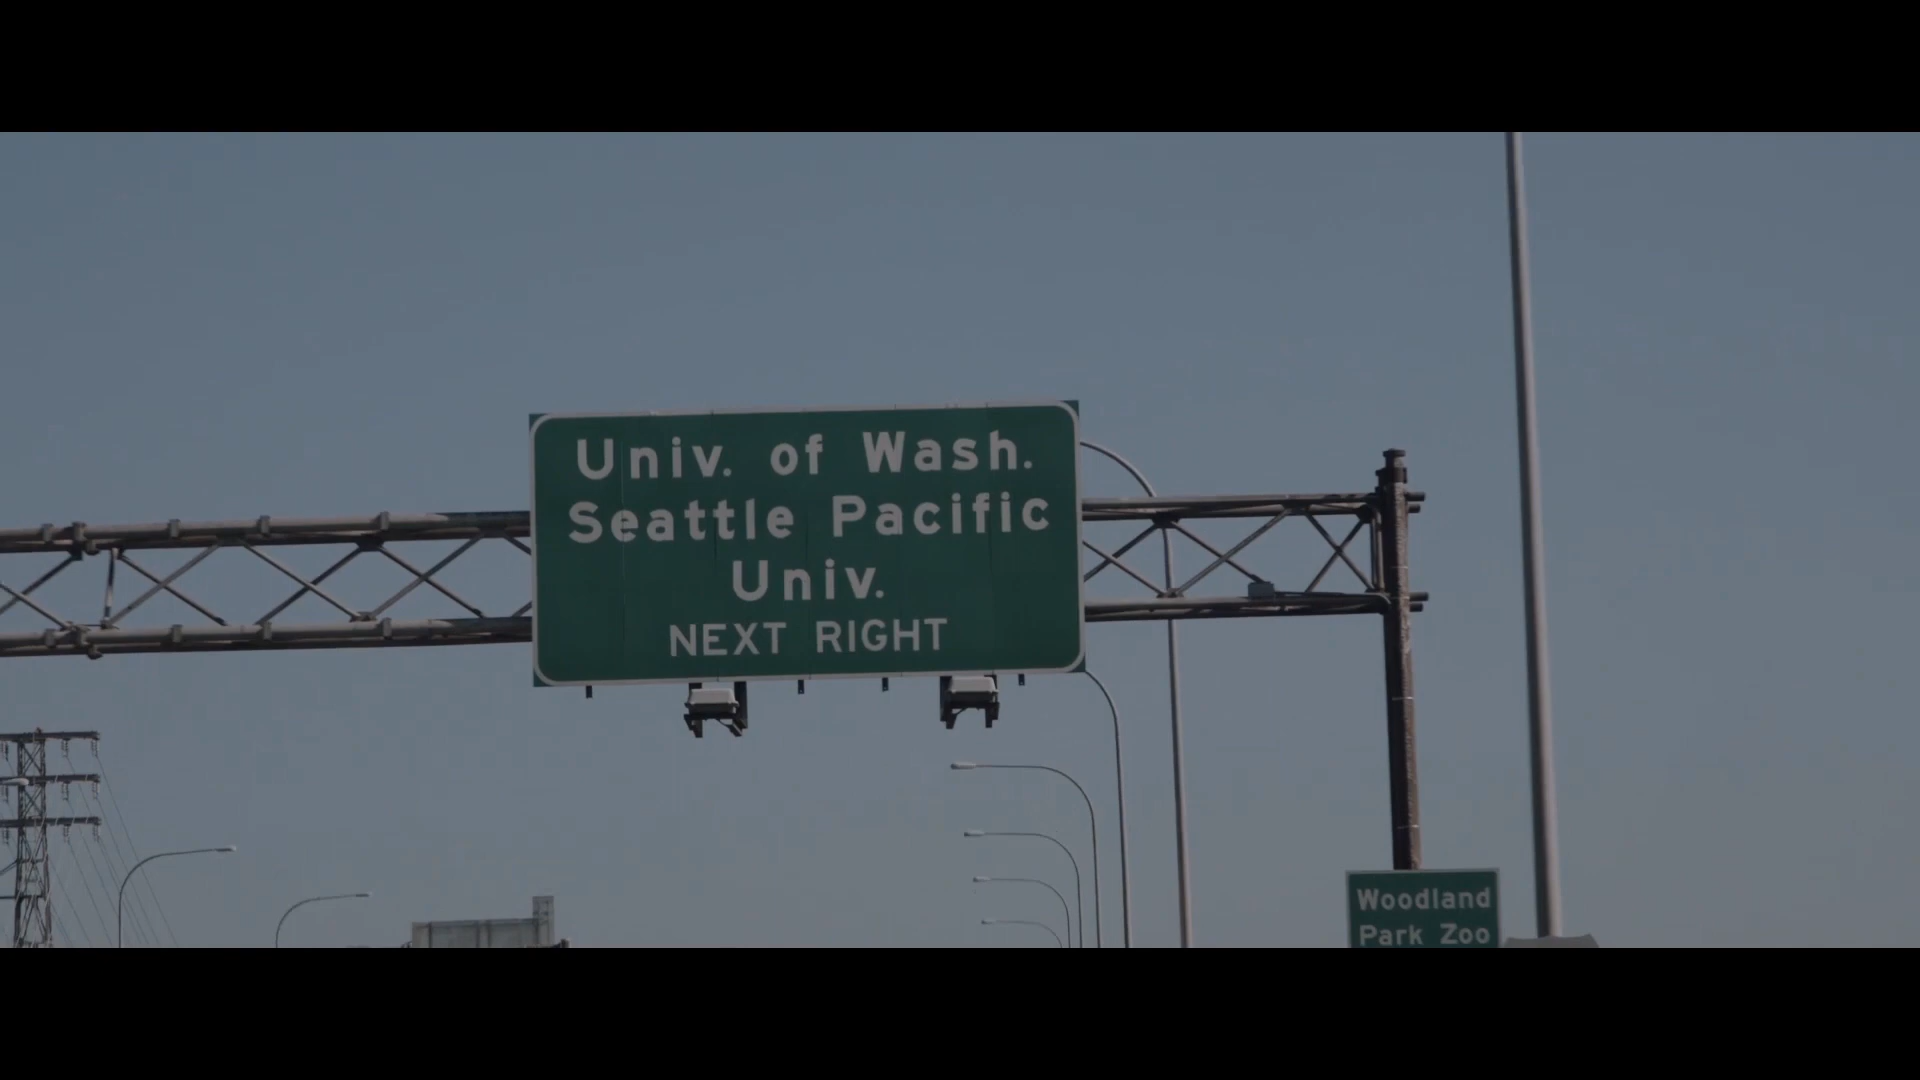 Univ. of Wash.
Seattle Pacific
Univ.
NEXT RIGHT
Woodland
Park Zoo